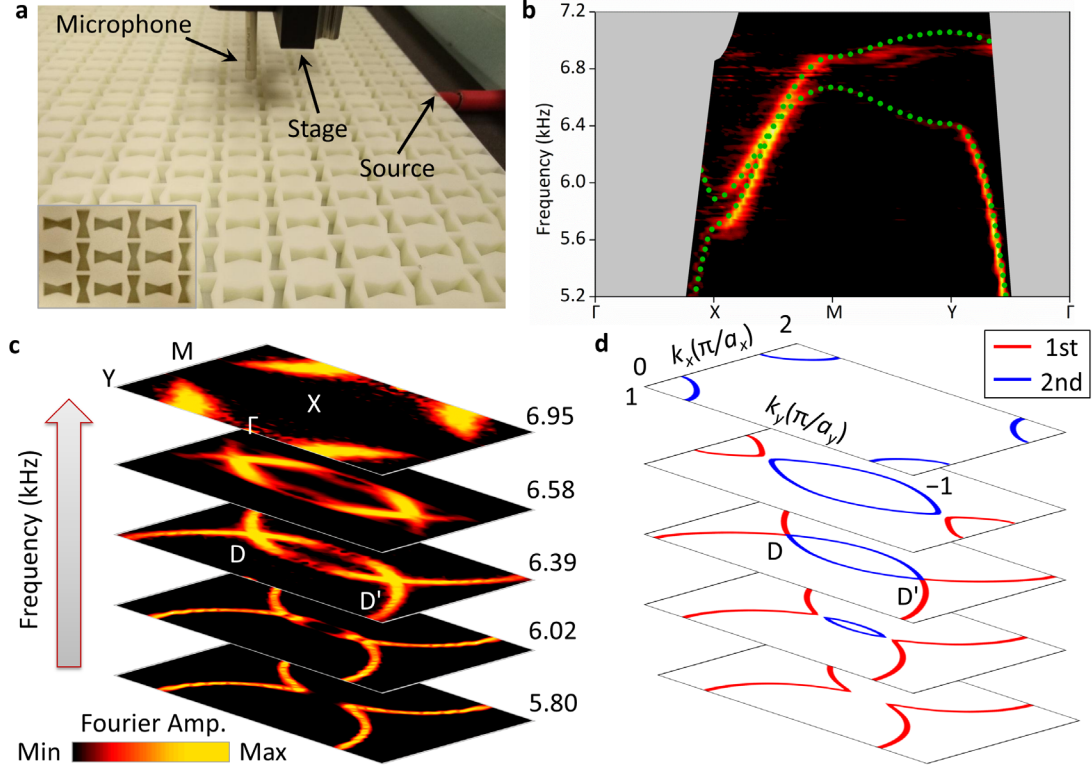 a
Microphone
Stage
Source
b
7.2
6.8
6.4
6.0
5.6
5.2
Frequency (kHz)
Γ X M Y Γ
c
M
Y
X
Γ
6.95
6.58
D
D'
6.39
6.02
5.80
Frequency (kHz)
Fourier Amp.
Min Max
d
2
0
kx(π/ax)
1
ky(π/ay)
−1
1st
2nd
D
D'